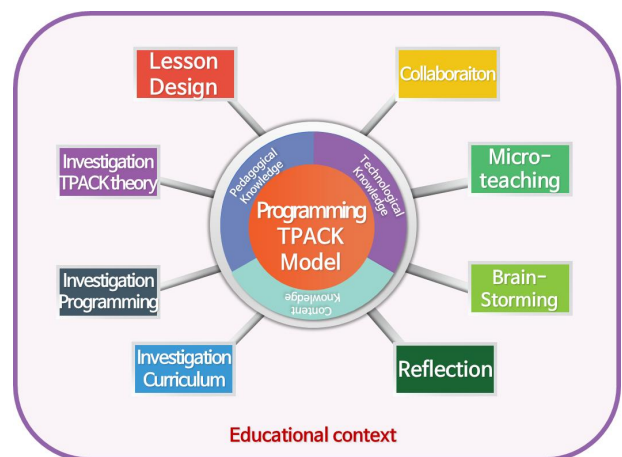 Lesson
Design
Collaboraiton
Investigation
TPACK theory
Micro-
teaching
Pedagogical
Knowledge
Technological
Knowledge
Programming
TPACK
Model
Content
Knowledge
Investigation
Programming
Brain-
Storming
Investigation
Curriculum
Reflection
Educational context